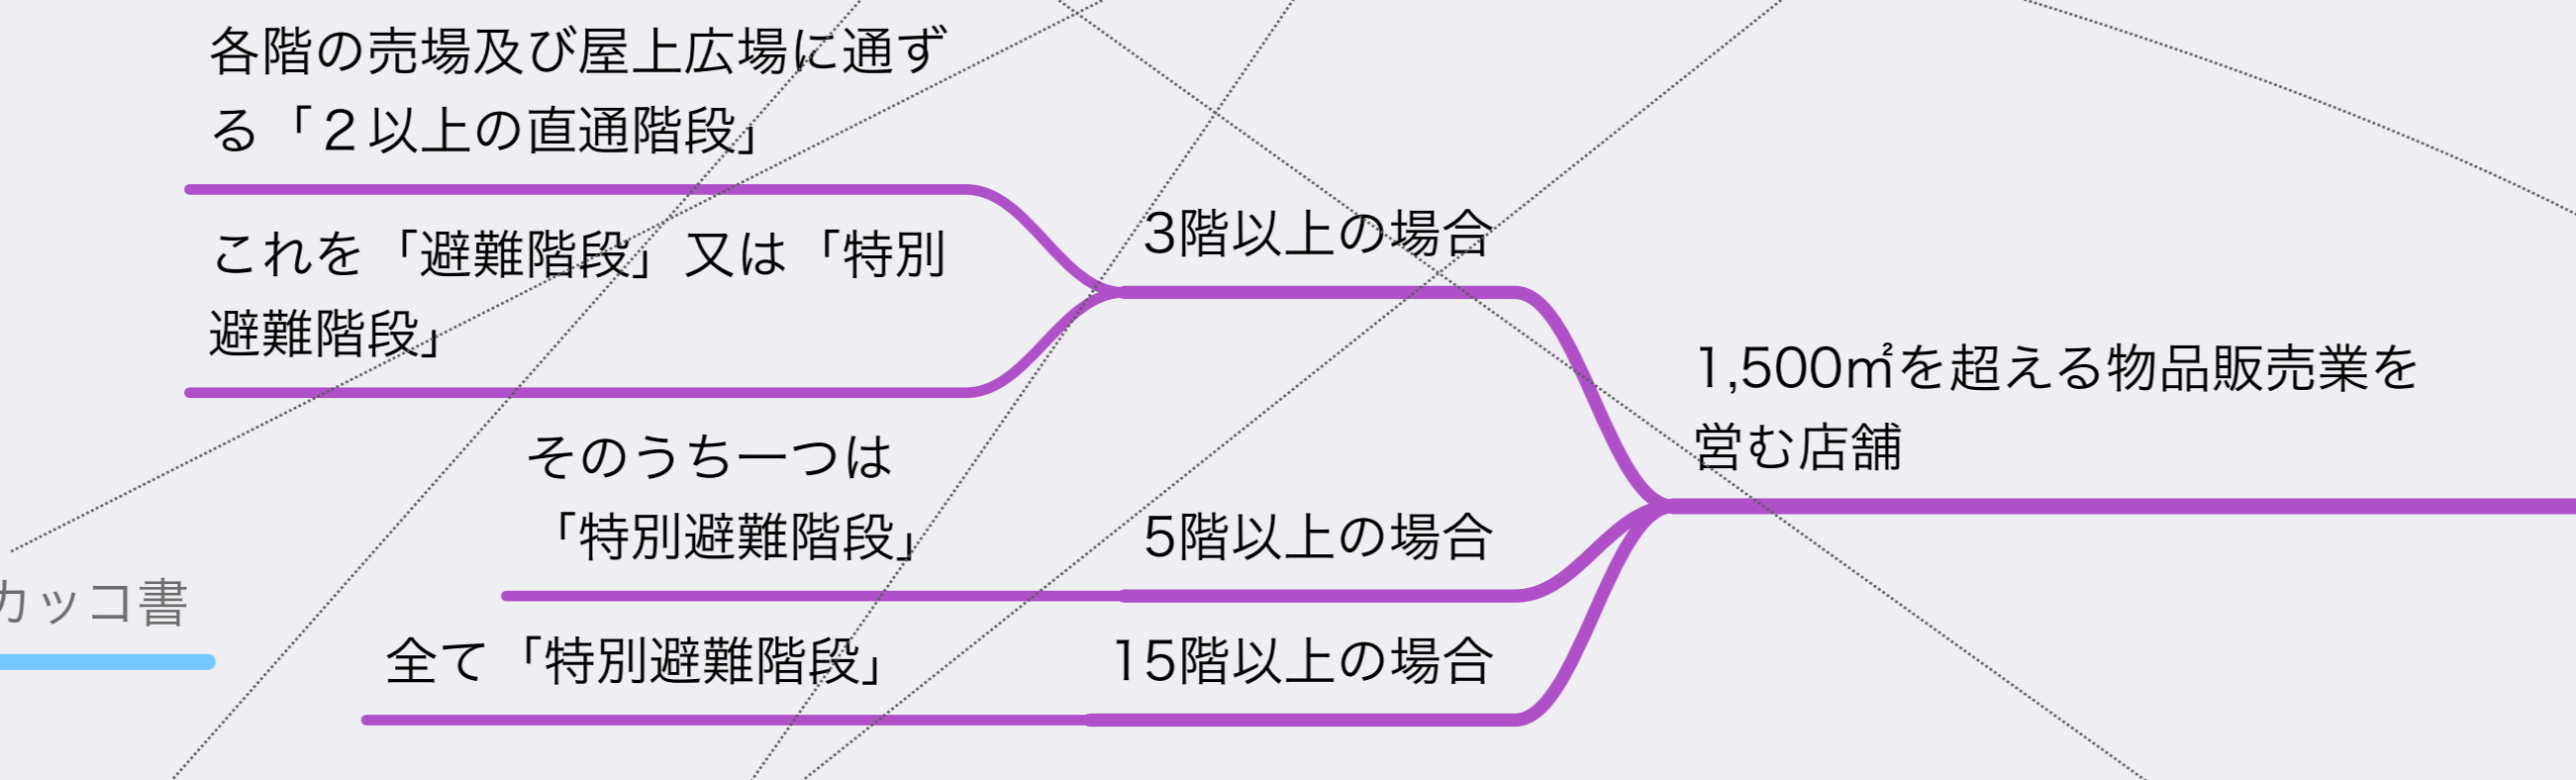 各階の売場及び屋上広場に通ず
る「２以上の直通階段」
これを「避難階段」又は「特別
避難階段」
3階以上の場合
1,500㎡を超える物品販売業を
営む店舗
そのうち一つは
「特別避難階段」
5階以上の場合
カッコ書
全て「特別避難階段」
15階以上の場合